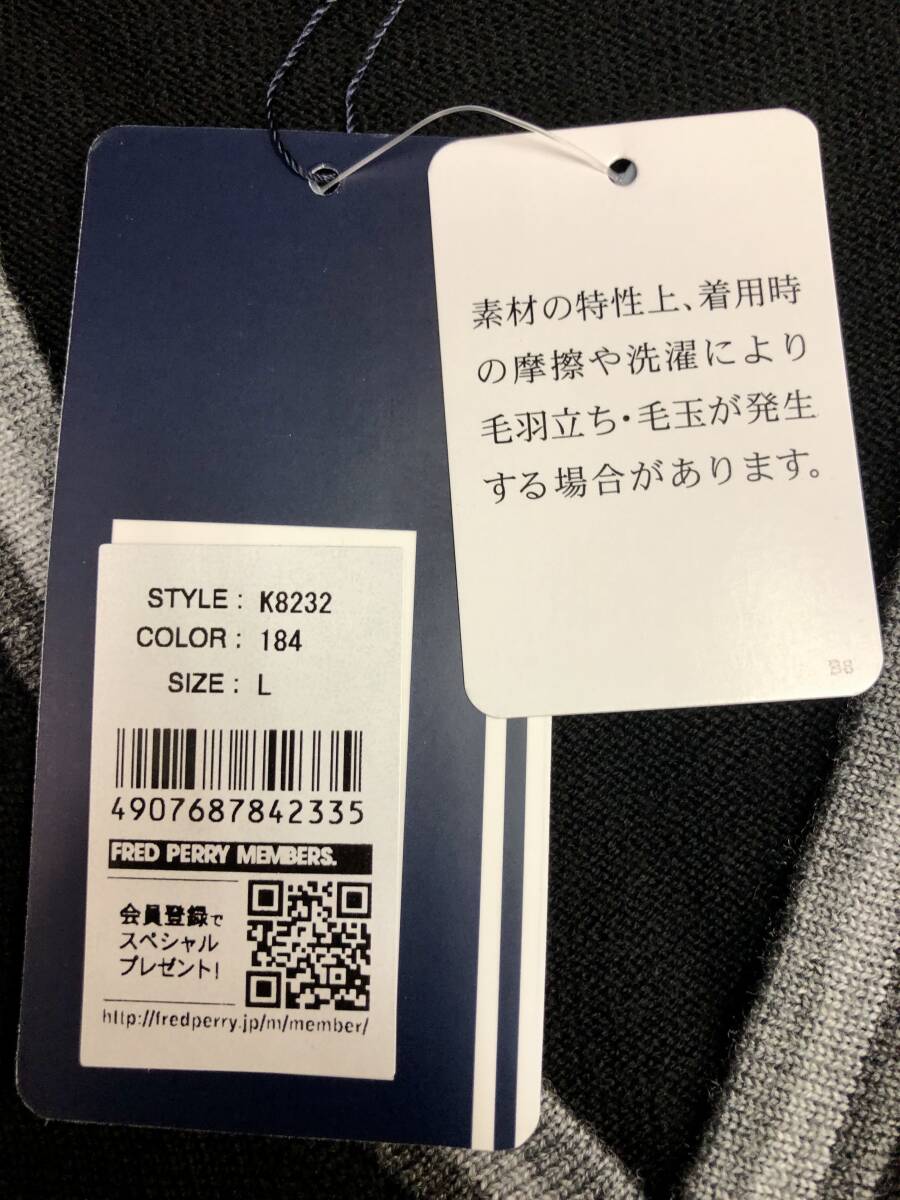 素材の特性上、着用時
の摩擦や洗濯により
毛羽立ち・毛玉が発生
する場合があります。
B8
STYLE : K8232
COLOR : 184
SIZE : L
4907687842335
FRED PERRY MEMBERS.
会員登録で
スペシャル
プレゼント!
http://fredperry.jp/m/member/